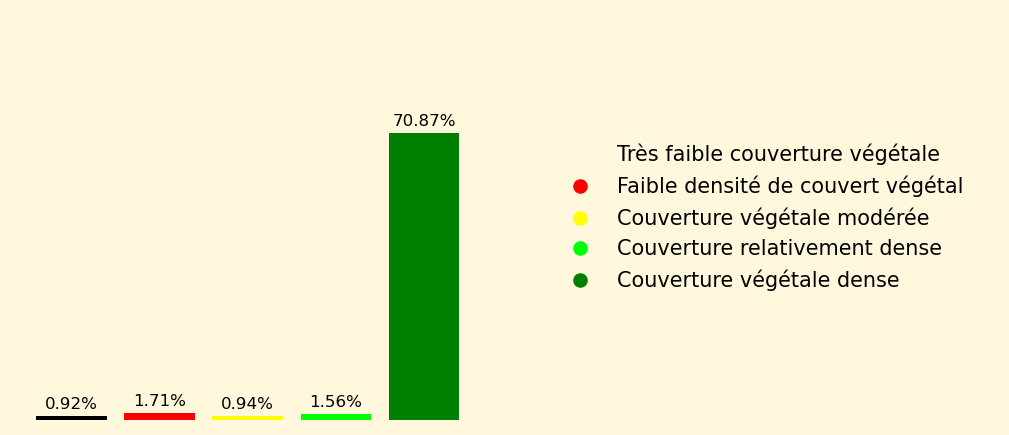 70.87%
0.92%
1.71%
0.94%
1.56%
Très faible couverture végétale
Faible densité de couvert végétal
Couverture végétale modérée
Couverture relativement dense
Couverture végétale dense